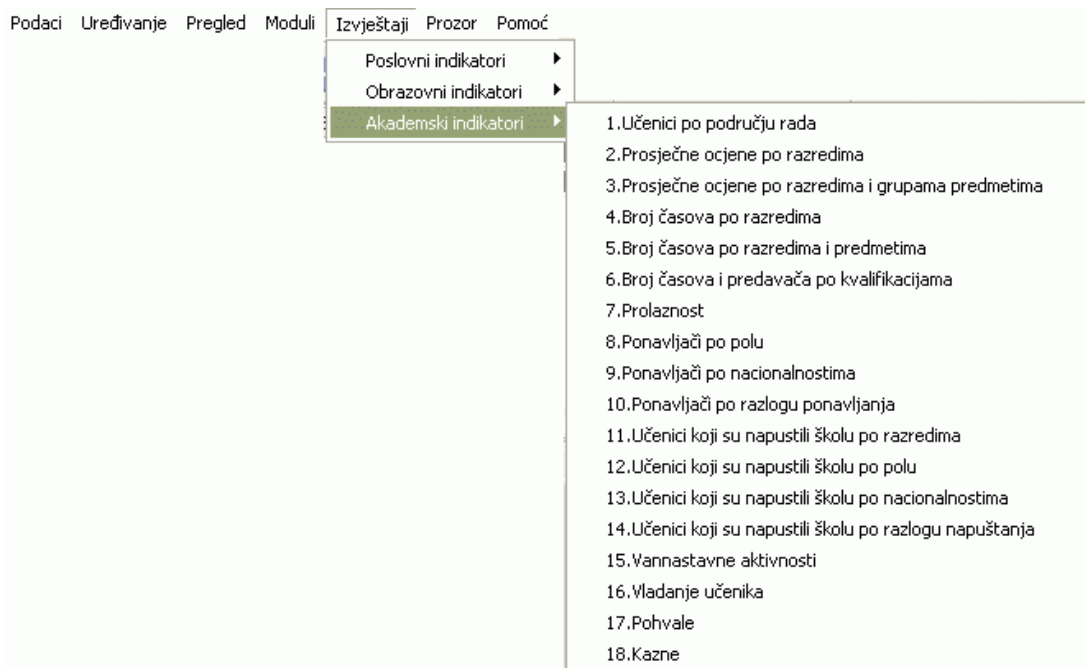 Podaci Uređivanje Pregled Moduli Izvještaji Prozor Pomoć
Poslovni indikatori
Obrazovni indikatori
Akademski indikatori
1.Učenici po području rada
2.Prosječne ocjene po razredima
3.Prosječne ocjene po razredima i grupama predmetima
4.Broj časova po razredima
5.Broj časova po razredima i predmetima
6.Broj časova i predavača po kvalifikacijama
7.Prolaznost
8.Ponavljači po polu
9.Ponavljači po nacionalnostima
10.Ponavljači po razlogu ponavljanja
11.Učenici koji su napustili školu po razredima
12.Učenici koji su napustili školu po polu
13.Učenici koji su napustili školu po nacionalnostima
14.Učenici koji su napustili školu po razlogu napuštanja
15.Vannastavne aktivnosti
16.Vladanje učenika
17.Pohvale
18.Kazne